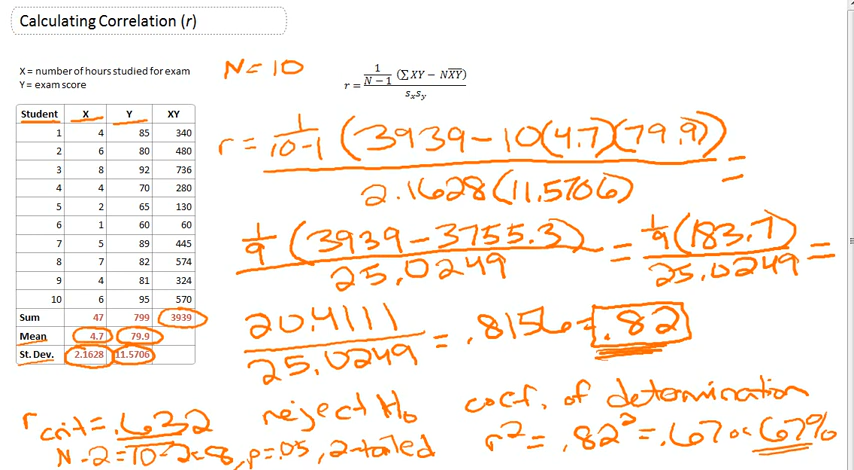 Calculating Correlation (r)
X = number of hours studied for exam
Y = exam score
N = 10
r = 1/(N − 1) (∑XY − NX̅Y̅) / sₓsᵧ
Student X Y XY
1 4 85 340
2 6 80 480
3 8 92 736
4 4 70 280
5 2 65 130
6 1 60 60
7 5 89 445
8 7 82 574
9 4 81 324
10 6 95 570
Sum 47 799 3939
Mean 4.7 79.9
St. Dev. 2.1628 11.5706
r = 1/(10-1) (3939 - 10(4.7)(79.9)) / 2.1628(11.5706) =
1/9 (3939 - 3755.3) / 25.0249 = 1/9 (183.7) / 25.0249 =
20.4111 / 25.0249 = .8156 = .82
r crit = .632 reject H₀
N-2 = 10-2 = 8, p = .05, 2-tailed
coef. of determination
r² = .82² = .67 or 67%